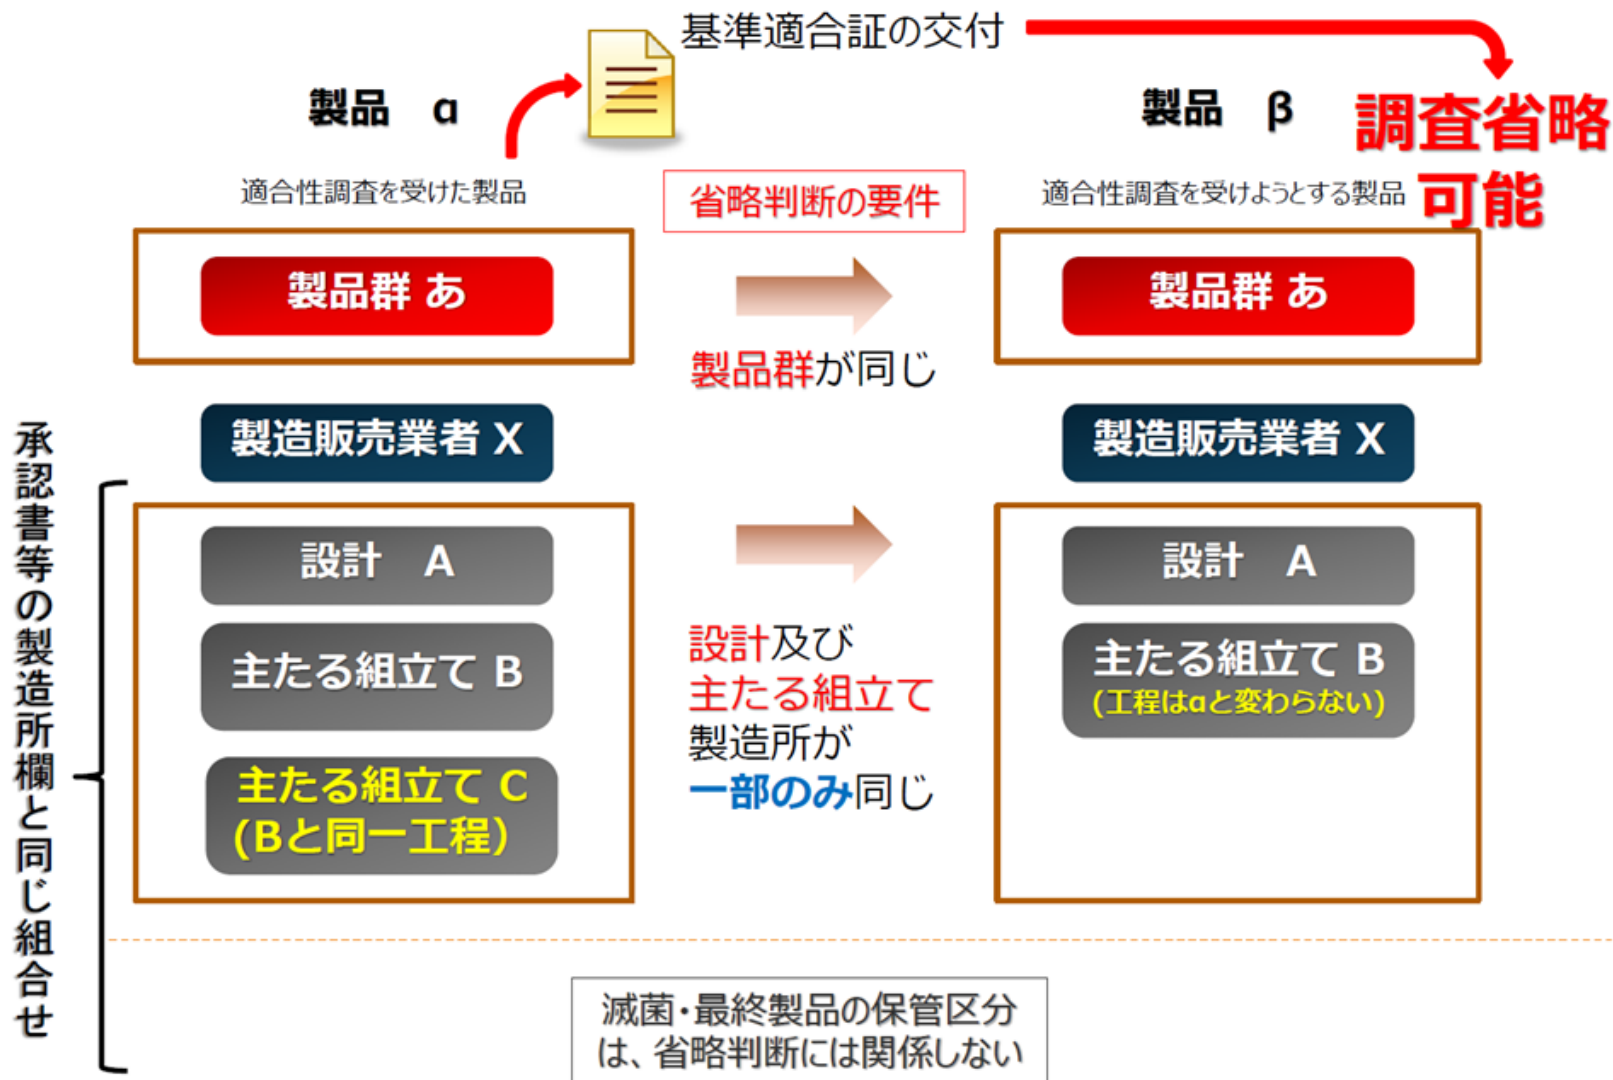 基準適合証の交付
製品　α
製品　β
調査省略
可能
適合性調査を受けた製品
省略判断の要件
適合性調査を受けようとする製品
製品群 あ
製品群が同じ
製品群 あ
製造販売業者 X
製造販売業者 X
承認書等の製造所欄と同じ組合せ
設計　A
主たる組立て B
主たる組立て C
(Bと同一工程）
設計及び
主たる組立て
製造所が
一部のみ同じ
設計　A
主たる組立て B
(工程はαと変わらない)
滅菌・最終製品の保管区分
は、省略判断には関係しない